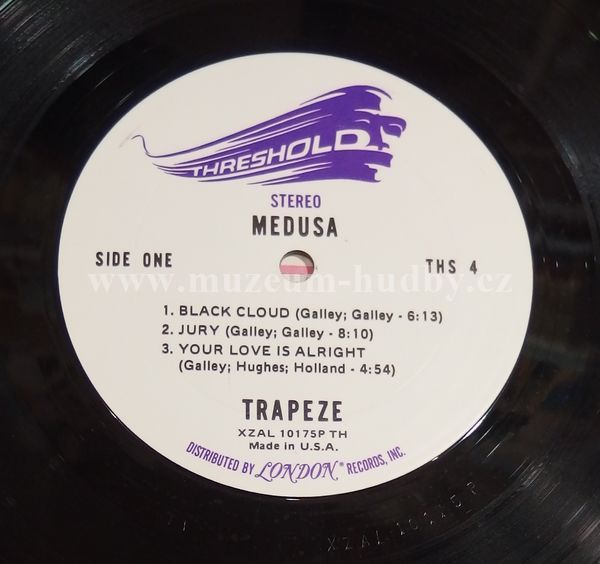 THRESHOLD
STEREO
MEDUSA
SIDE ONE
THS 4
www.muzeum-hudby.cz
1. BLACK CLOUD (Galley; Galley - 6:13)
2. JURY (Galley; Galley - 8:10)
3. YOUR LOVE IS ALRIGHT
(Galley; Hughes; Holland - 4:54)
TRAPEZE
XZAL 10175P TH
Made in U.S.A.
DISTRIBUTED BY LONDON® RECORDS, INC.